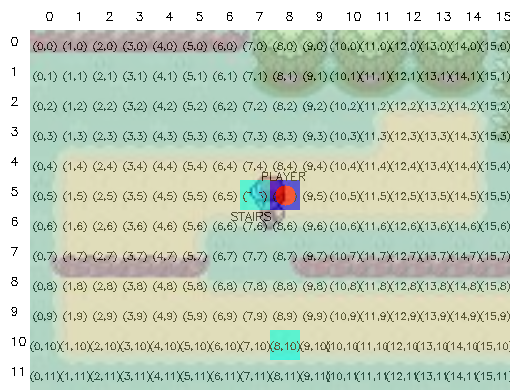 0 1 2 3 4 5 6 7 8 9 10 11 12 13 14 15
0 (0,0) (1,0) (2,0) (3,0) (4,0) (5,0) (6,0) (7,0) (8,0) (9,0) (10,0) (11,0) (12,0) (13,0) (14,0) (15,0)
1 (0,1) (1,1) (2,1) (3,1) (4,1) (5,1) (6,1) (7,1) (8,1) (9,1) (10,1) (11,1) (12,1) (13,1) (14,1) (15,1)
2 (0,2) (1,2) (2,2) (3,2) (4,2) (5,2) (6,2) (7,2) (8,2) (9,2) (10,2) (11,2) (12,2) (13,2) (14,2) (15,2)
3 (0,3) (1,3) (2,3) (3,3) (4,3) (5,3) (6,3) (7,3) (8,3) (9,3) (10,3) (11,3) (12,3) (13,3) (14,3) (15,3)
4 (0,4) (1,4) (2,4) (3,4) (4,4) (5,4) (6,4) (7,4) (8,4) (9,4) (10,4) (11,4) (12,4) (13,4) (14,4) (15,4)
PLAYER
5 (0,5) (1,5) (2,5) (3,5) (4,5) (5,5) (6,5) (9,5) (10,5) (11,5) (12,5) (13,5) (14,5) (15,5)
STAIRS
6 (0,6) (1,6) (2,6) (3,6) (4,6) (5,6) (6,6) (7,6) (8,6) (9,6) (10,6) (11,6) (12,6) (13,6) (14,6) (15,6)
7 (0,7) (1,7) (2,7) (3,7) (4,7) (5,7) (6,7) (7,7) (8,7) (9,7) (10,7) (11,7) (12,7) (13,7) (14,7) (15,7)
8 (0,8) (1,8) (2,8) (3,8) (4,8) (5,8) (6,8) (7,8) (8,8) (9,8) (10,8) (11,8) (12,8) (13,8) (14,8) (15,8)
9 (0,9) (1,9) (2,9) (3,9) (4,9) (5,9) (6,9) (7,9) (8,9) (9,9) (10,9) (11,9) (12,9) (13,9) (14,9) (15,9)
10 (0,10) (1,10) (2,10) (3,10) (4,10) (5,10) (6,10) (7,10) (8,10) (9,10) (10,10) (11,10) (12,10) (13,10) (14,10) (15,10)
11 (0,11) (1,11) (2,11) (3,11) (4,11) (5,11) (6,11) (7,11) (8,11) (9,11) (10,11) (11,11) (12,11) (13,11) (14,11) (15,11)